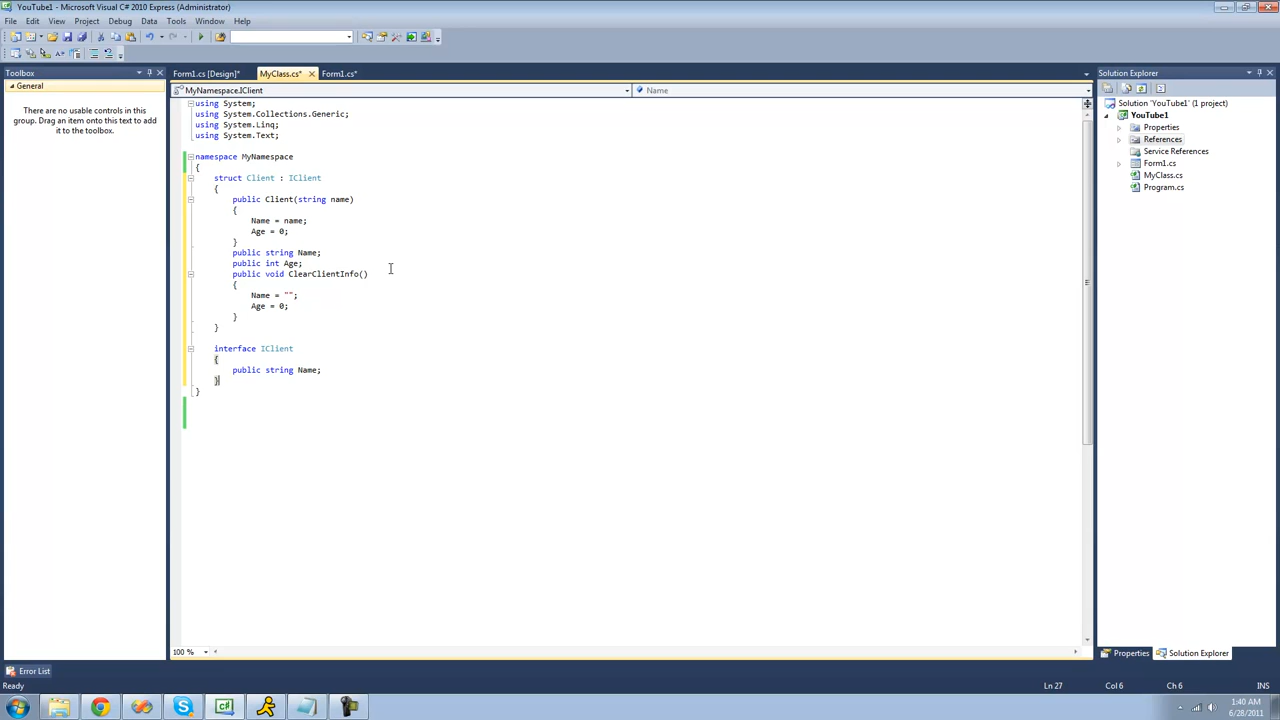 YouTube1 - Microsoft Visual C# 2010 Express (Administrator)
File Edit View Project Debug Data Tools Window Help
Toolbox
General
There are no usable controls in this
group. Drag an item onto this text to add
it to the toolbox.
Form1.cs [Design]* MyClass.cs* Form1.cs*
MyNamespace.IClient Name
using System;
using System.Collections.Generic;
using System.Linq;
using System.Text;
namespace MyNamespace
{
struct Client : IClient
{
public Client(string name)
{
Name = name;
Age = 0;
}
public string Name;
public int Age;
public void ClearClientInfo()
{
Name = "";
Age = 0;
}
}
interface IClient
{
public string Name;
}
}
100 %
Solution Explorer
Solution 'YouTube1' (1 project)
YouTube1
Properties
References
Service References
Form1.cs
MyClass.cs
Program.cs
Properties Solution Explorer
Error List
Ready Ln 27 Col 6 Ch 6 INS
1:40 AM
6/28/2011